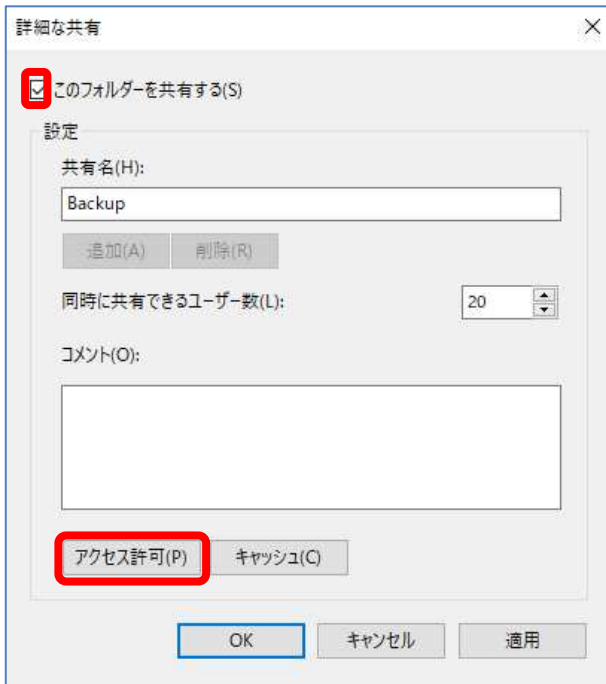 詳細な共有
このフォルダーを共有する(S)
設定
共有名(H):
Backup
追加(A) 削除(R)
同時に共有できるユーザー数(L): 20
コメント(O):
アクセス許可(P) キャッシュ(C)
OK キャンセル 適用